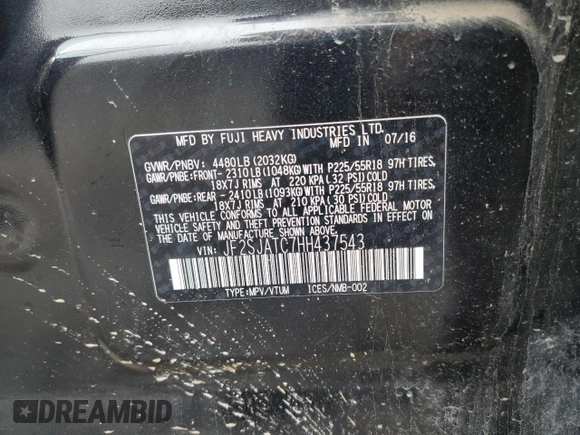 MFD BY FUJI HEAVY INDUSTRIES LTD.
MANUFACTURED IN 07/16
GVWR/PNBV: 4480LB(2032KG)
GAWR/PNBE:FRONT- 2310LB(1048KG)WITH P225/55R18 97H TIRES,
18X7J RIMS AT 220 KPA(32 PSI)COLD
GAWR/PNBE:REAR - 2410LB(1093KG)WITH P225/55R18 97H TIRES,
18X7J RIMS AT 210 KPA(30 PSI)COLD
THIS VEHICLE CONFORMS TO ALL APPLICABLE FEDERAL MOTOR
VEHICLE SAFETY AND THEFT PREVENTION STANDARDS IN EFFECT
ON THE DATE OF MANUFACTURE SHOWN ABOVE.
VIN: JF2SJATC7HH437543
TYPE:MPV/VTUM ICES/NMB-002
DREAMBID